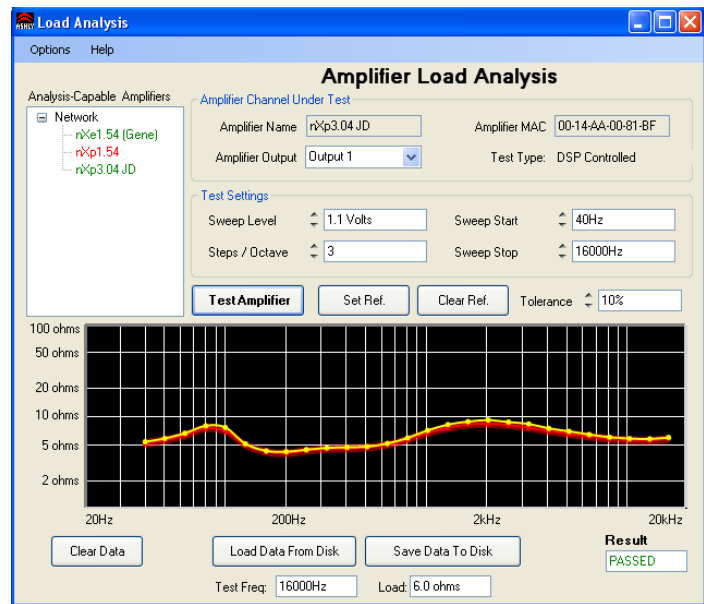 ASHLY Load Analysis
Options Help
Amplifier Load Analysis
Analysis-Capable Amplifiers
Network
nXe1.54 (Gene)
nXp1.54
nXp3.04 JD
Amplifier Channel Under Test
Amplifier Name nXp3.04 JD Amplifier MAC 00-14-AA-00-81-BF
Amplifier Output Output 1 Test Type: DSP Controlled
Test Settings
Sweep Level 1.1 Volts Sweep Start 40Hz
Steps / Octave 3 Sweep Stop 16000Hz
Test Amplifier Set Ref. Clear Ref. Tolerance 10%
100 ohms
50 ohms
20 ohms
10 ohms
5 ohms
2 ohms
20Hz 200Hz 2kHz 20kHz
Clear Data Load Data From Disk Save Data To Disk Result
PASSED
Test Freq: 16000Hz Load: 6.0 ohms